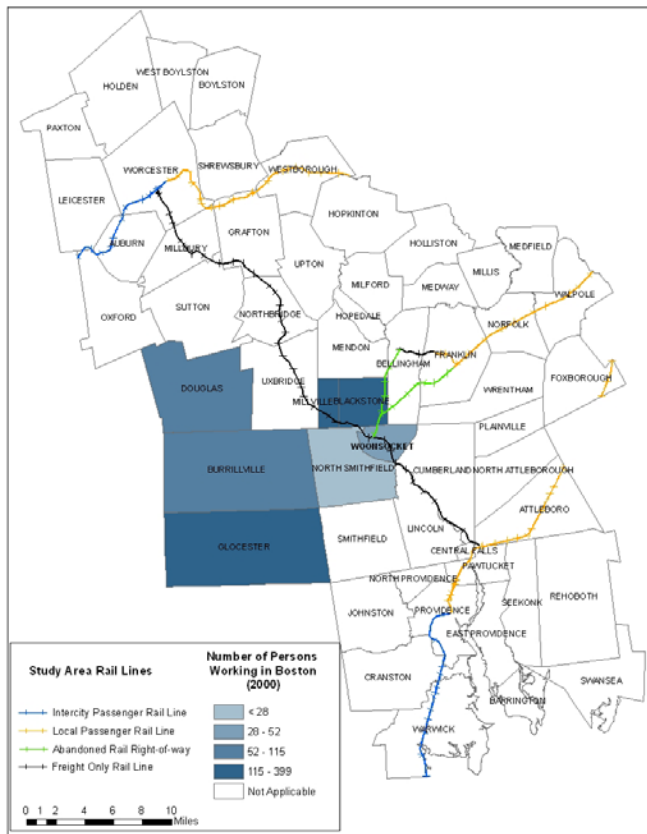 WEST BOYLSTON
HOLDEN
BOYLSTON
PAXTON
WORCESTER
SHREWSBURY
WESTBOROUGH
LEICESTER
HOPKINTON
AUBURN
GRAFTON
HOLLISTON
MEDFIELD
MILLBURY
UPTON
MILLIS
MILFORD
MEDWAY
WALPOLE
OXFORD
SUTTON
NORTHBRIDGE
HOPEDALE
NORFOLK
MENDON
BELLINGHAM
FRANKLIN
FOXBOROUGH
DOUGLAS
UXBRIDGE
WRENTHAM
MILLVILLE
BLACKSTONE
PLAINVILLE
WOONSOCKET
BURRILLVILLE
NORTH SMITHFIELD
CUMBERLAND
NORTH ATTLEBOROUGH
ATTLEBORO
GLOCESTER
SMITHFIELD
LINCOLN
CENTRAL FALLS
PAWTUCKET
NORTH PROVIDENCE
SEEKONK
REHOBOTH
JOHNSTON
PROVIDENCE
EAST PROVIDENCE
CRANSTON
SWANSEA
BARRINGTON
WARWICK
Study Area Rail Lines
Intercity Passenger Rail Line
Local Passenger Rail Line
Abandoned Rail Right-of-way
Freight Only Rail Line
0 1 2 4 6 8 10
Miles
Number of Persons
Working in Boston
(2000)
< 28
28 - 52
52 - 115
115 - 399
Not Applicable